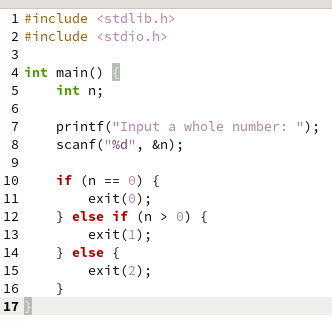 1 #include <stdlib.h>
2 #include <stdio.h>
3
4 int main() {
5     int n;
6
7     printf("Input a whole number: ");
8     scanf("%d", &n);
9
10     if (n == 0) {
11         exit(0);
12     } else if (n > 0) {
13         exit(1);
14     } else {
15         exit(2);
16     }
17 }